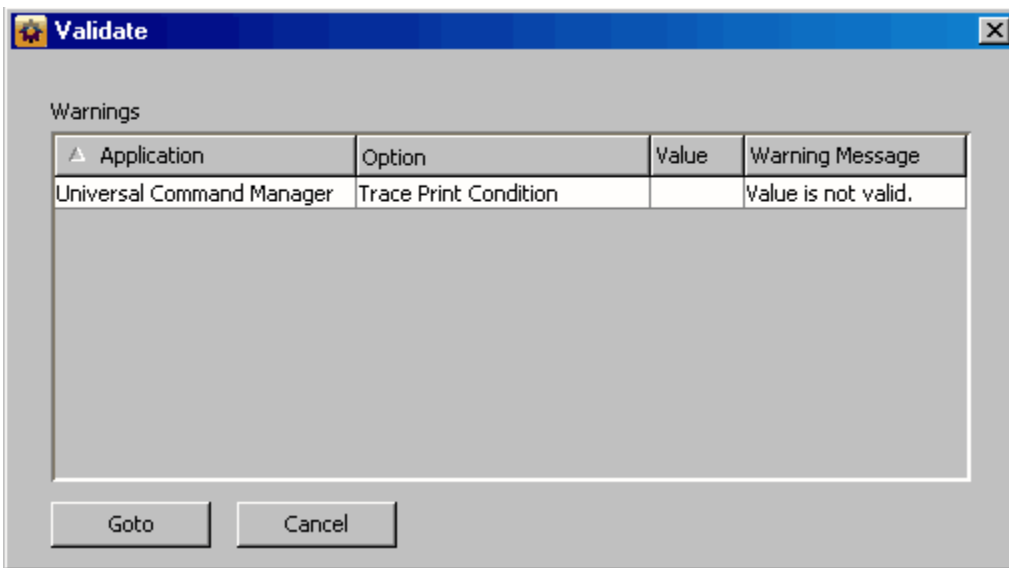 Validate
Warnings
Application Option Value Warning Message
Universal Command Manager Trace Print Condition Value is not valid.
Goto Cancel